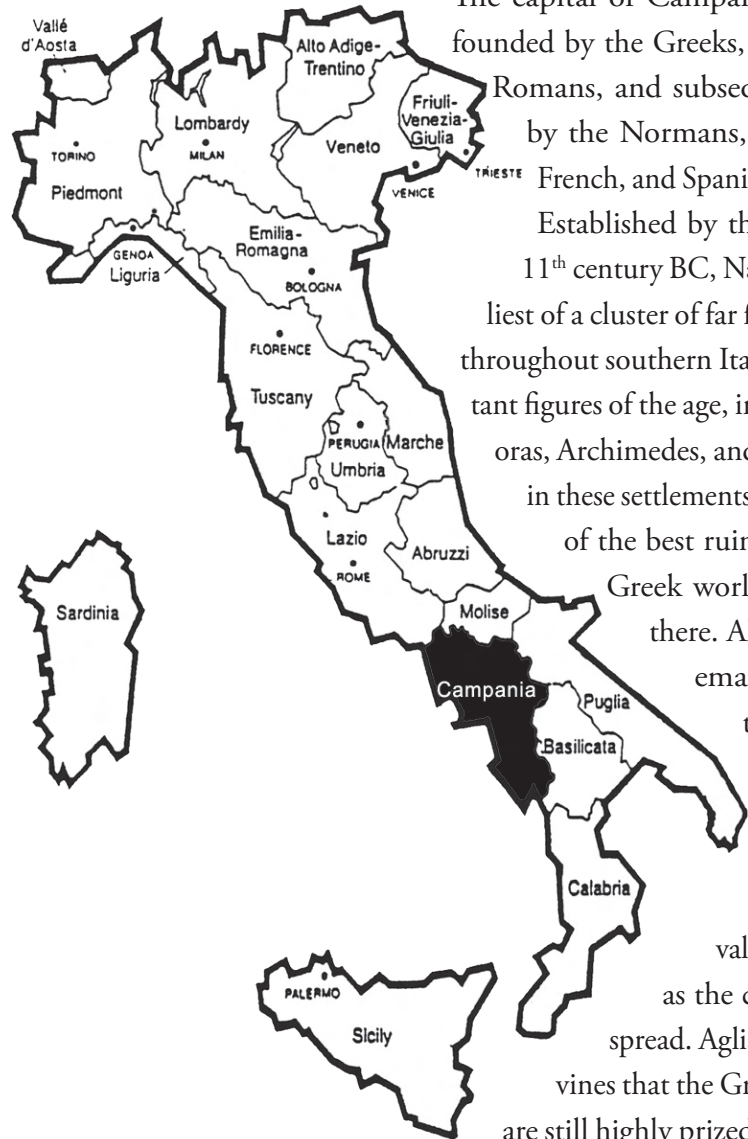 The capital of Campan
founded by the Greeks,
Romans, and subsed
by the Normans,
French, and Spani
Established by th
11th century BC, Na
liest of a cluster of far f
throughout southern Ita
tant figures of the age, in
oras, Archimedes, and
in these settlements
of the best ruin
Greek worl
there. A
ema
t
val
as the c
spread. Agli
vines that the Gr
are still highly prized
Vallé
d'Aosta
Alto Adige-
Trentino
Friuli-
Venezia-
Giulia
Lombardy
MILAN
Veneto
TORINO
Piedmont
VENICE
TRIESTE
Emilia-
Romagna
GENOA
Liguria
BOLOGNA
FLORENCE
Tuscany
PERUGIA
Marche
Umbria
Lazio
ROME
Abruzzi
Molise
Sardinia
Campania
Puglia
Basilicata
Calabria
PALERMO
Sicily